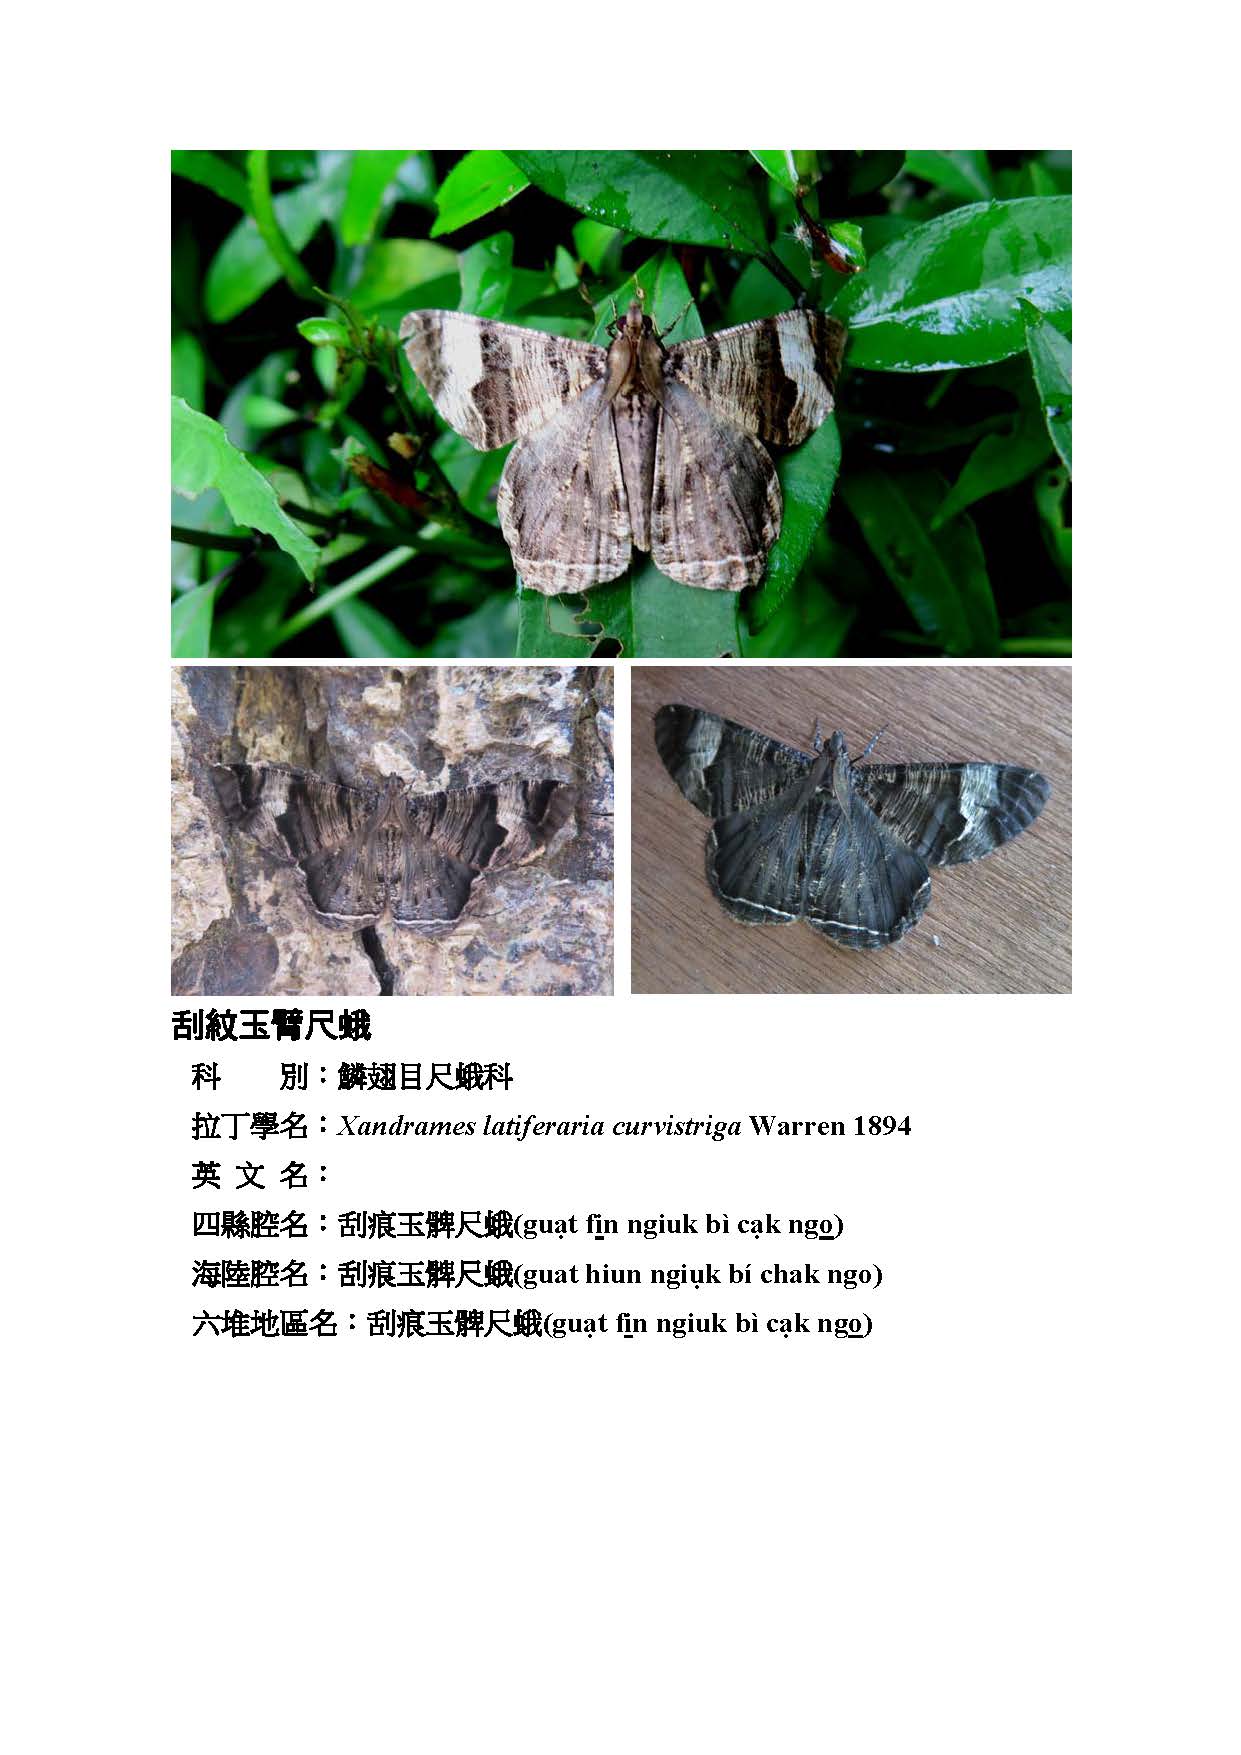 刮紋玉臂尺蛾
科　　別：鱗翅目尺蛾科
拉丁學名：Xandrames latiferaria curvistriga Warren 1894
英 文 名：
四縣腔名：刮痕玉髀尺蛾(guạt fi̲n ngiuk bì cạk ngo̲)
海陸腔名：刮痕玉髀尺蛾(guat hiun ngiụk bí chak ngo)
六堆地區名：刮痕玉髀尺蛾(guạt fi̲n ngiuk bì cạk ngo̲)